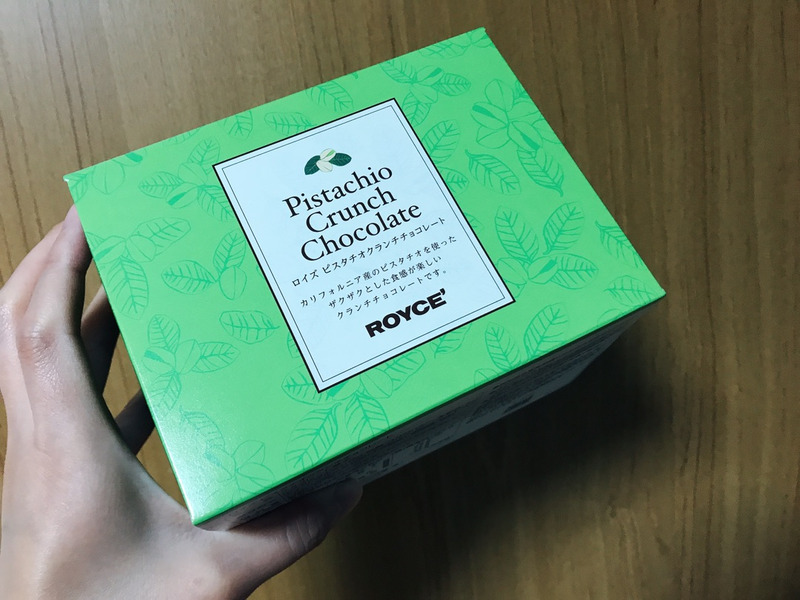 Pistachio
Crunch
Chocolate
ロイズ ピスタチオクランチチョコレート
カリフォルニア産のピスタチオを使った
ザクザクとした食感が楽しい
クランチチョコレートです。
ROYCE'